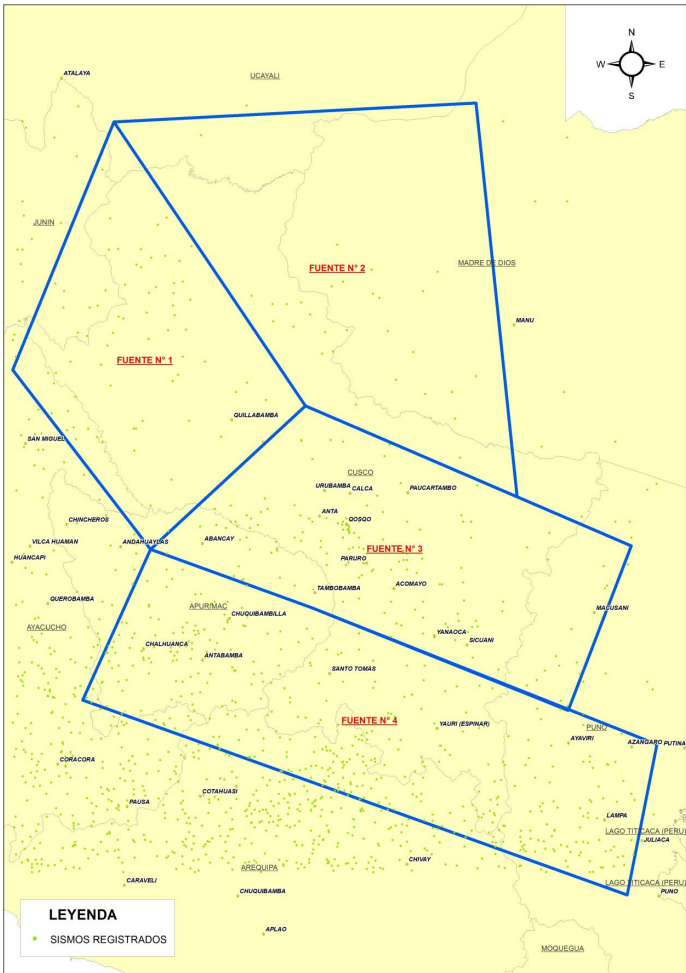 N
W E
S
ATALAYA
UCAYALI
JUNIN
FUENTE N° 2
MADRE DE DIOS
MANU
FUENTE N° 1
QUILLABAMBA
SAN MIGUEL
CUSCO
URUBAMBA
CALCA
PAUCARTAMBO
ANTA
QOSQO
CHINCHEROS
VILCA HUAMAN
ANDAHUAYLAS
ABANCAY
FUENTE N° 3
HUANCAPI
PARURO
TAMBOBAMBA
ACOMAYO
QUEROBAMBA
APURIMAC
CHUQUIBAMBILLA
MACUSANI
AYACUCHO
YANAOCA
SICUANI
CHALHUANCA
ANTABAMBA
SANTO TOMAS
FUENTE N° 4
YAURI (ESPINAR)
PUNO
AYAVIRI
AZANGARO
PUTINA
CORACORA
COTAHUASI
PAUSA
LAMPA
LAGO TITICACA (PERU)
JULIACA
CHIVAY
AREQUIPA
CARAVELI
LAGO TITICACA (PERU)
PUNO
CHUQUIBAMBA
LEYENDA
SISMOS REGISTRADOS
APLAO
MOQUEGUA